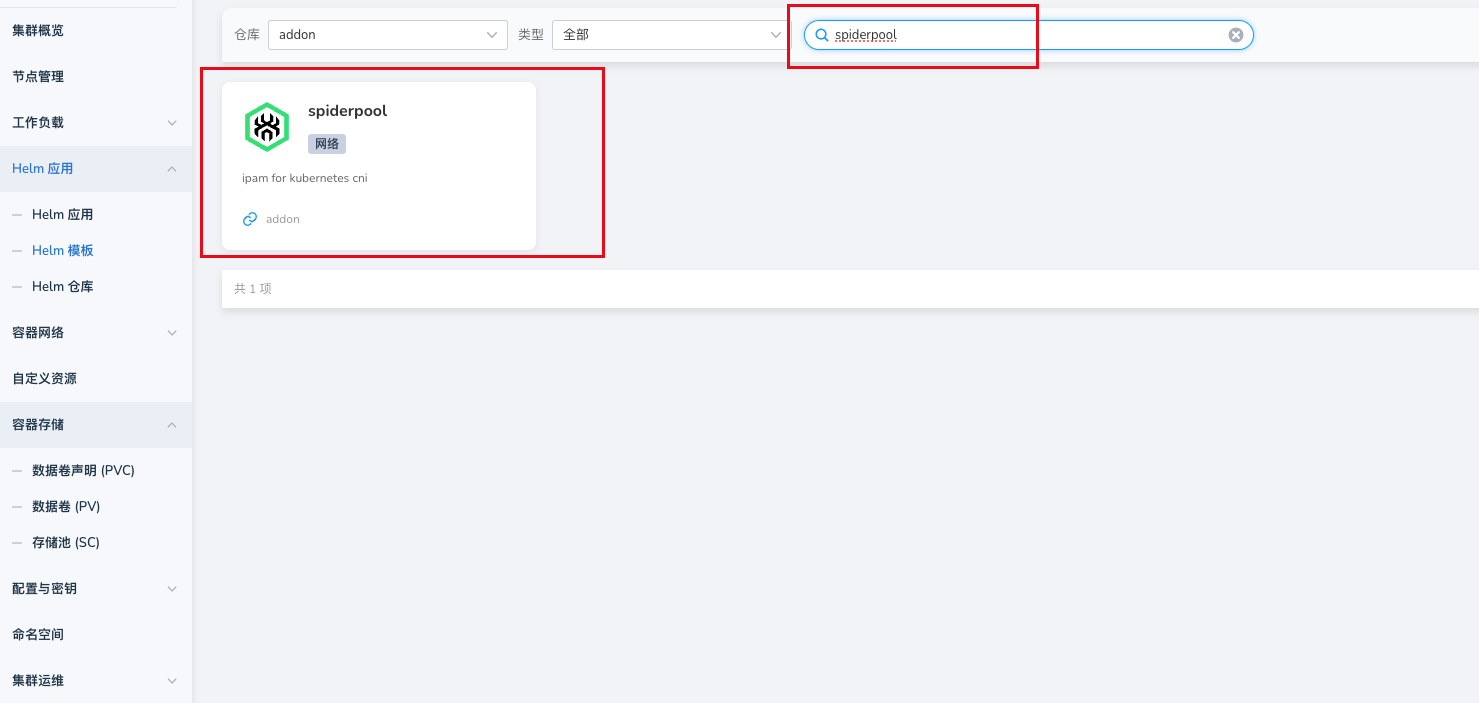 集群概览
节点管理
工作负载
Helm 应用
Helm 应用
Helm 模板
Helm 仓库
容器网络
自定义资源
容器存储
数据卷声明 (PVC)
数据卷 (PV)
存储池 (SC)
配置与密钥
命名空间
集群运维
仓库 addon 类型 全部 spiderpool
spiderpool
网络
ipam for kubernetes cni
addon
共 1 项